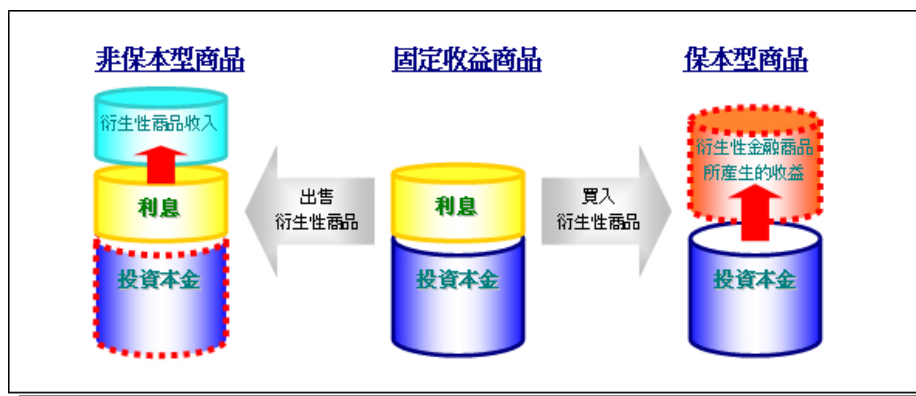 非保本型商品
固定收益商品
保本型商品
衍生性商品收入
利息
投資本金
出售
衍生性商品
利息
投資本金
買入
衍生性商品
衍生性金融商品
所產生的收益
投資本金